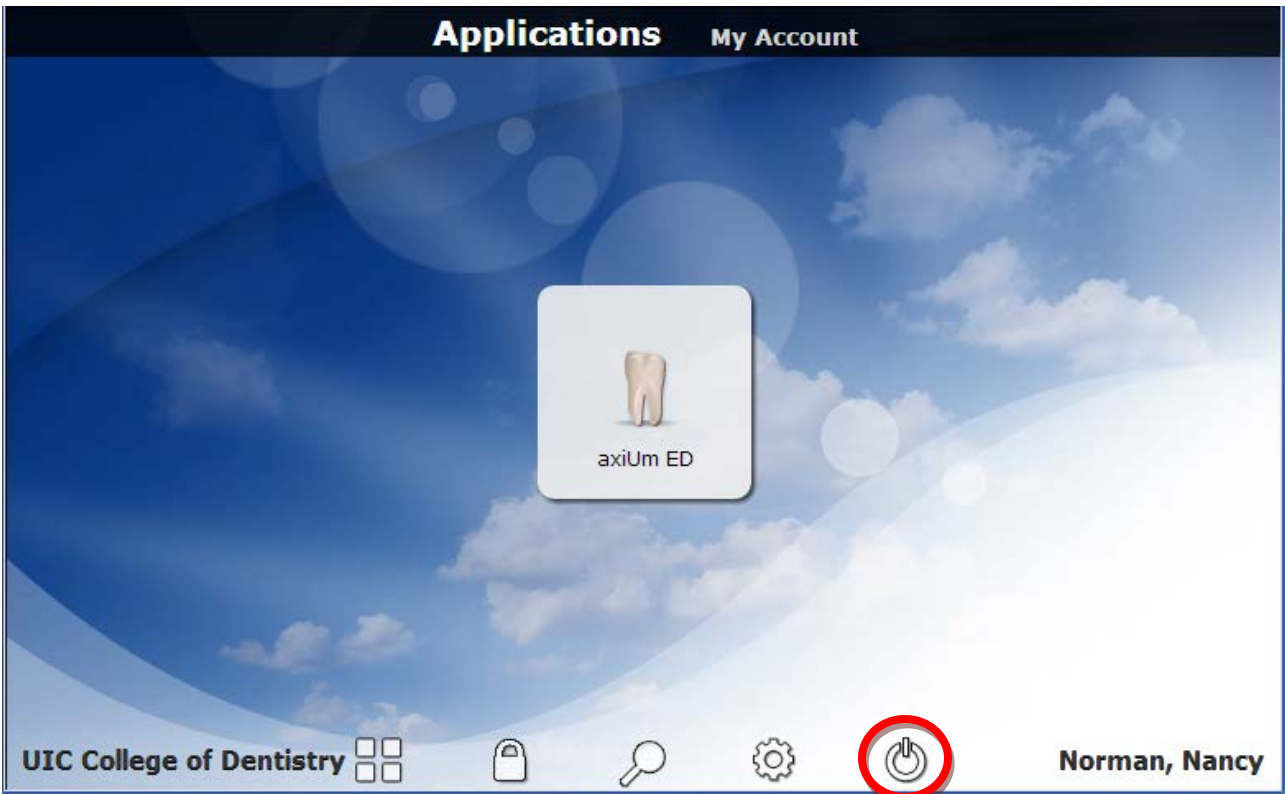 Applications My Account
axiUm ED
UIC College of Dentistry Norman, Nancy